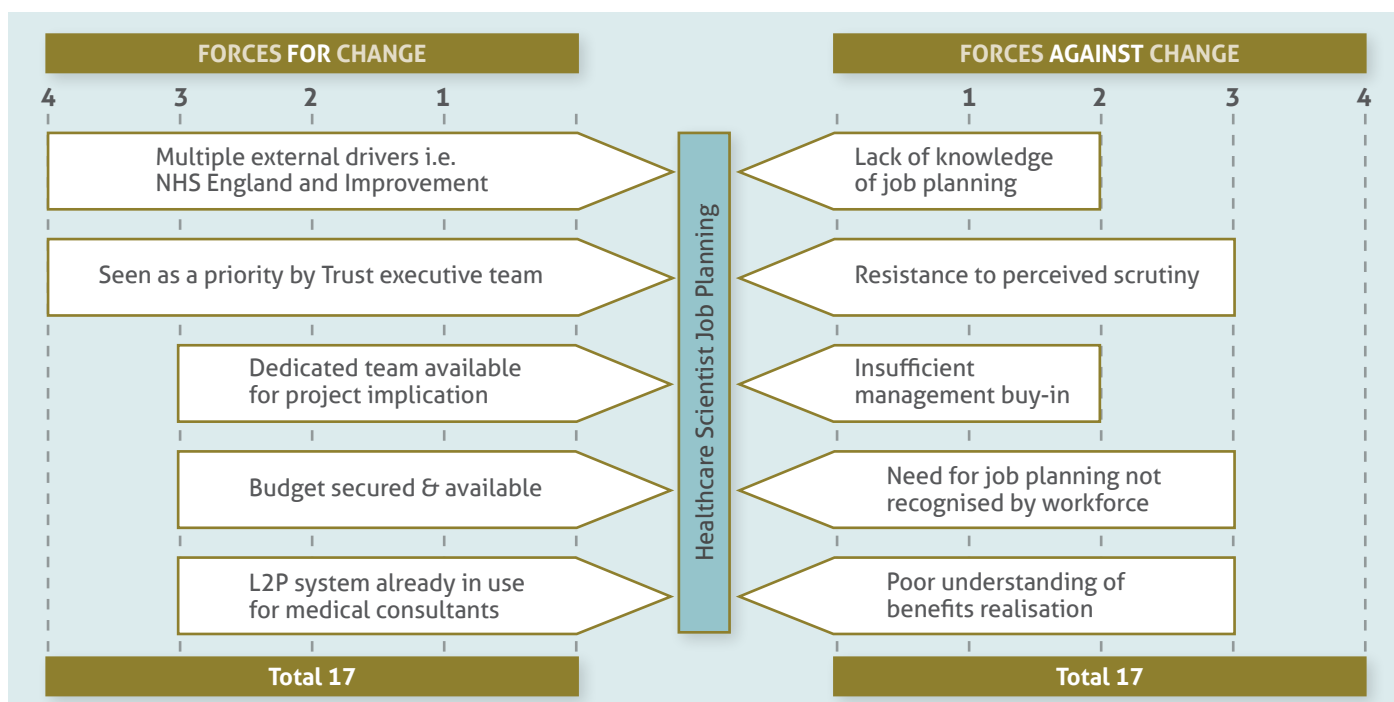 FORCES FOR CHANGE
4 3 2 1
Multiple external drivers i.e.
NHS England and Improvement
Seen as a priority by Trust executive team
Dedicated team available
for project implication
Budget secured & available
L2P system already in use
for medical consultants
Total 17
Healthcare Scientist Job Planning
FORCES AGAINST CHANGE
1 2 3 4
Lack of knowledge
of job planning
Resistance to perceived scrutiny
Insufficient
management buy-in
Need for job planning not
recognised by workforce
Poor understanding of
benefits realisation
Total 17